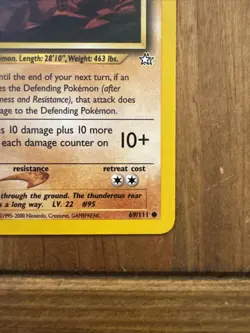 mon. Length: 28'10", Weight: 463 lbs.
ntil the end of your next turn, if an
es the Defending Pokémon (after
ness and Resistance), that attack does
age to the Defending Pokémon.
s 10 damage plus 10 more
each damage counter on
10+
resistance
retreat cost
through the ground. The thunderous roar
s a long way. LV. 22 #95
©1995-2000 Nintendo, Creatures, GAMEFREAK.
69/111